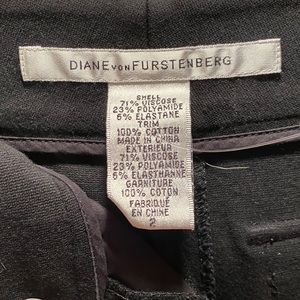 DIANE VON FURSTENBERG
SHELL
71% VISCOSE
23% POLYAMIDE
6% ELASTANE
TRIM
100% COTTON
MADE IN CHINA
EXTERIEUR
71% VISCOSE
23% POLYAMIDE
6% ELASTHANNE
GARNITURE
100% COTON
FABRIQUÉ
EN CHINE
2